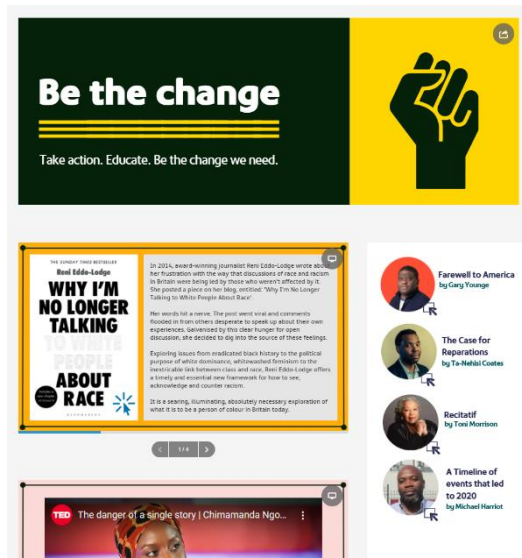 Be the change
Take action. Educate. Be the change we need.
THE SUNDAY TIMES BESTSELLER
Reni Eddo-Lodge
WHY I'M
NO LONGER
TALKING
TO WHITE
PEOPLE
ABOUT
RACE
BLOOMSBURY
In 2014, award-winning journalist Reni Eddo-Lodge wrote about
her frustration with the way that discussions of race and racism
in Britain were being led by those who weren't affected by it.
She posted a piece on her blog, entitled: 'Why I'm No Longer
Talking to White People About Race'.
Her words hit a nerve. The post went viral and comments
flooded in from others desperate to speak up about their own
experiences. Galvanised by this clear hunger for open
discussion, she decided to dig into the source of these feelings.
Exploring issues from eradicated black history to the political
purpose of white dominance, whitewashed feminism to the
inextricable link between class and race, Reni Eddo-Lodge offers
a timely and essential new framework for how to see,
acknowledge and counter racism.
It is a searing, illuminating, absolutely necessary exploration of
what it is to be a person of colour in Britain today.
1/4
TED The danger of a single story | Chimamanda Ngo...
Farewell to America
by Gary Younge
The Case for
Reparations
by Ta-Nehisi Coates
Recitatif
by Toni Morrison
A Timeline of
events that led
to 2020
by Michael Harriot